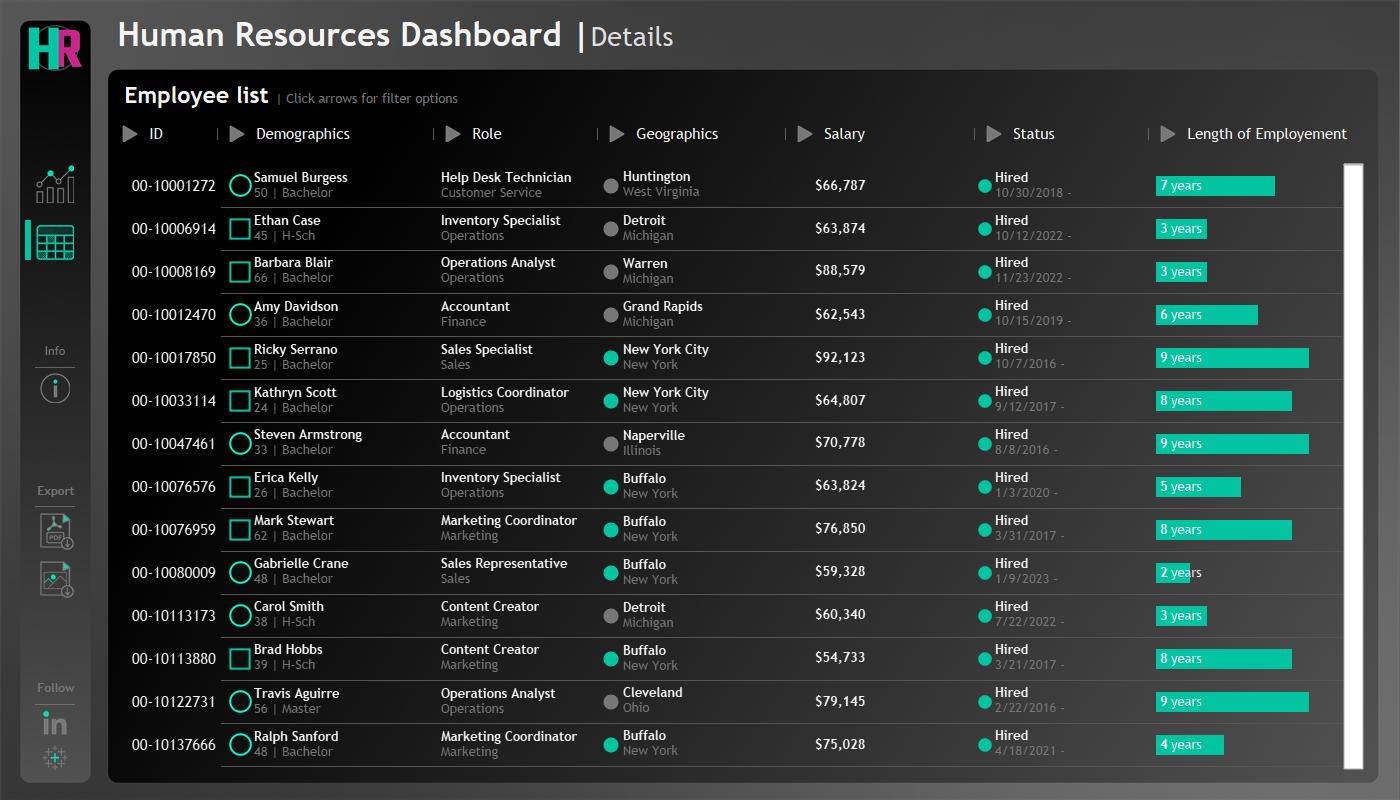 HR
Human Resources Dashboard | Details
Employee list | Click arrows for filter options
ID | Demographics | Role | Geographics | Salary | Status | Length of Employement
00-10001272 Samuel Burgess Help Desk Technician Huntington $66,787 Hired 7 years
50 | Bachelor Customer Service West Virginia 10/30/2018 -
00-10006914 Ethan Case Inventory Specialist Detroit $63,874 Hired 3 years
45 | H-Sch Operations Michigan 10/12/2022 -
00-10008169 Barbara Blair Operations Analyst Warren $88,579 Hired 3 years
66 | Bachelor Operations Michigan 11/23/2022 -
00-10012470 Amy Davidson Accountant Grand Rapids $62,543 Hired 6 years
36 | Bachelor Finance Michigan 10/15/2019 -
00-10017850 Ricky Serrano Sales Specialist New York City $92,123 Hired 9 years
25 | Bachelor Sales New York 10/7/2016 -
00-10033114 Kathryn Scott Logistics Coordinator New York City $64,807 Hired 8 years
24 | Bachelor Operations New York 9/12/2017 -
00-10047461 Steven Armstrong Accountant Naperville $70,778 Hired 9 years
33 | Bachelor Finance Illinois 8/8/2016 -
00-10076576 Erica Kelly Inventory Specialist Buffalo $63,824 Hired 5 years
26 | Bachelor Operations New York 1/3/2020 -
00-10076959 Mark Stewart Marketing Coordinator Buffalo $76,850 Hired 8 years
62 | Bachelor Marketing New York 3/31/2017 -
00-10080009 Gabrielle Crane Sales Representative Buffalo $59,328 Hired 2 years
48 | Bachelor Sales New York 1/9/2023 -
00-10113173 Carol Smith Content Creator Detroit $60,340 Hired 3 years
38 | H-Sch Marketing Michigan 7/22/2022 -
00-10113880 Brad Hobbs Content Creator Buffalo $54,733 Hired 8 years
39 | H-Sch Marketing New York 3/21/2017 -
00-10122731 Travis Aguirre Operations Analyst Cleveland $79,145 Hired 9 years
56 | Master Operations Ohio 2/22/2016 -
00-10137666 Ralph Sanford Marketing Coordinator Buffalo $75,028 Hired 4 years
48 | Bachelor Marketing New York 4/18/2021 -
Info
i
Export
PDF
Follow
in